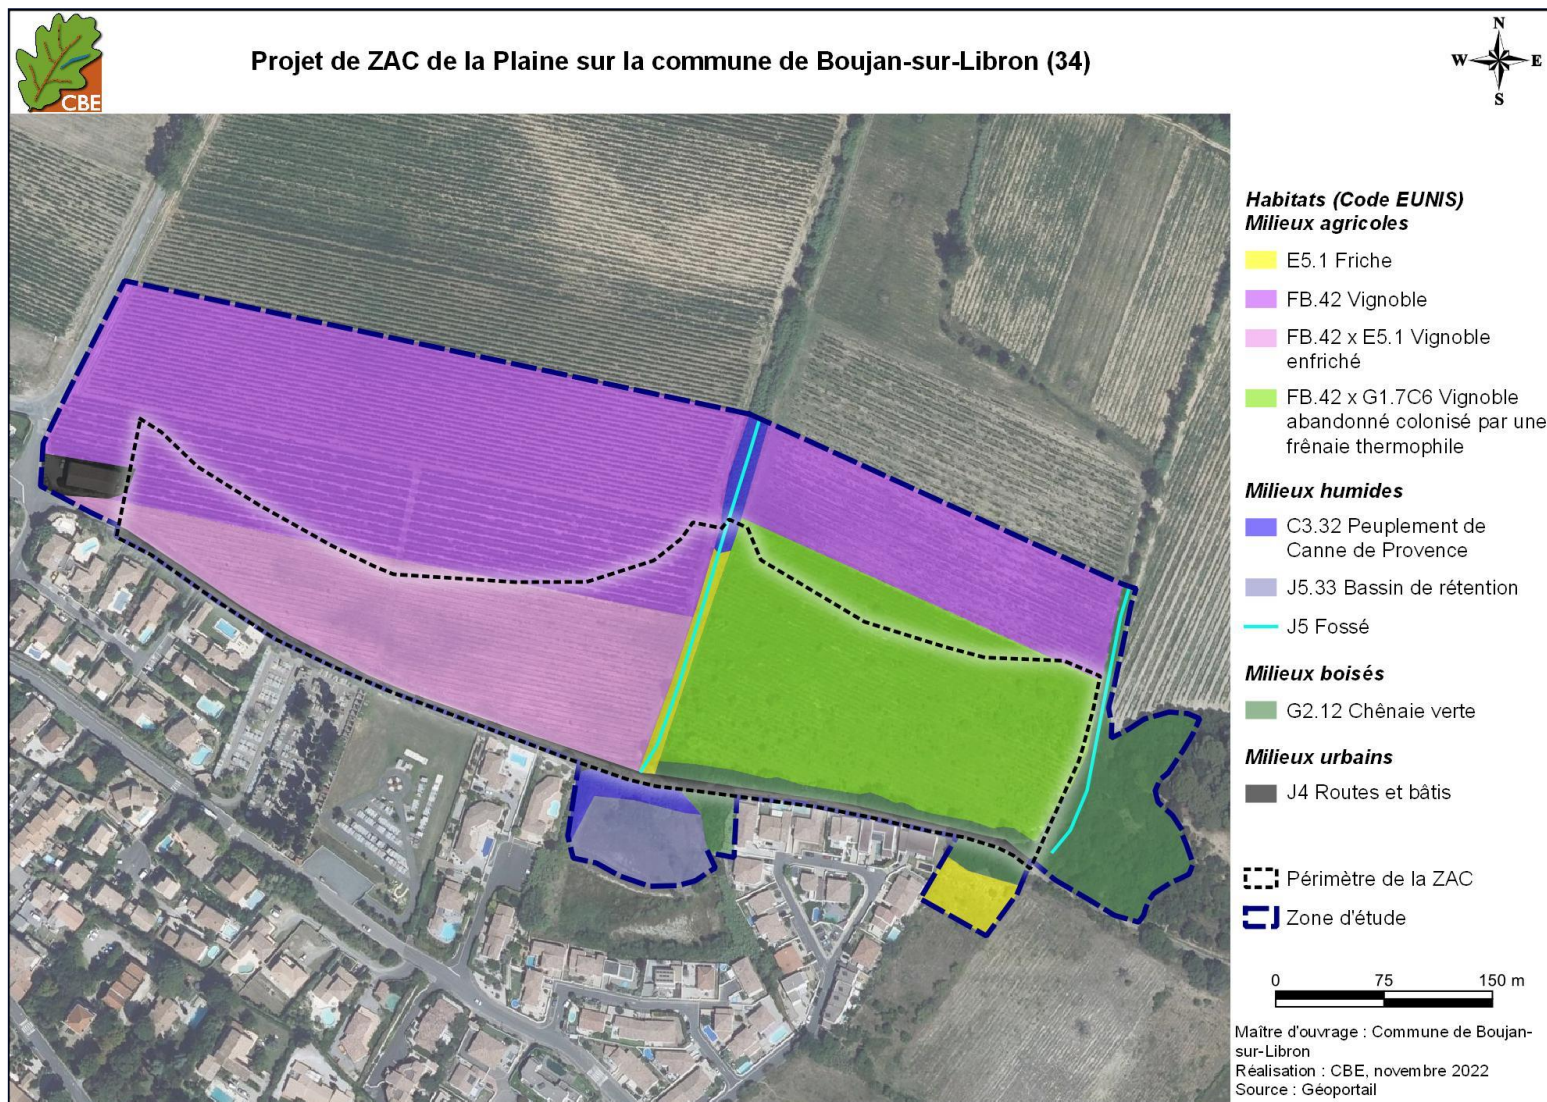 CBE
Projet de ZAC de la Plaine sur la commune de Boujan-sur-Libron (34)
N
W
E
S
Habitats (Code EUNIS)
Milieux agricoles
E5.1 Friche
FB.42 Vignoble
FB.42 x E5.1 Vignoble
enfriché
FB.42 x G1.7C6 Vignoble
abandonné colonisé par une
frênaie thermophile
Milieux humides
C3.32 Peuplement de
Canne de Provence
J5.33 Bassin de rétention
J5 Fossé
Milieux boisés
G2.12 Chênaie verte
Milieux urbains
J4 Routes et bâtis
Périmètre de la ZAC
Zone d'étude
0 75 150 m
Maître d'ouvrage : Commune de Boujan-
sur-Libron
Réalisation : CBE, novembre 2022
Source : Géoportail